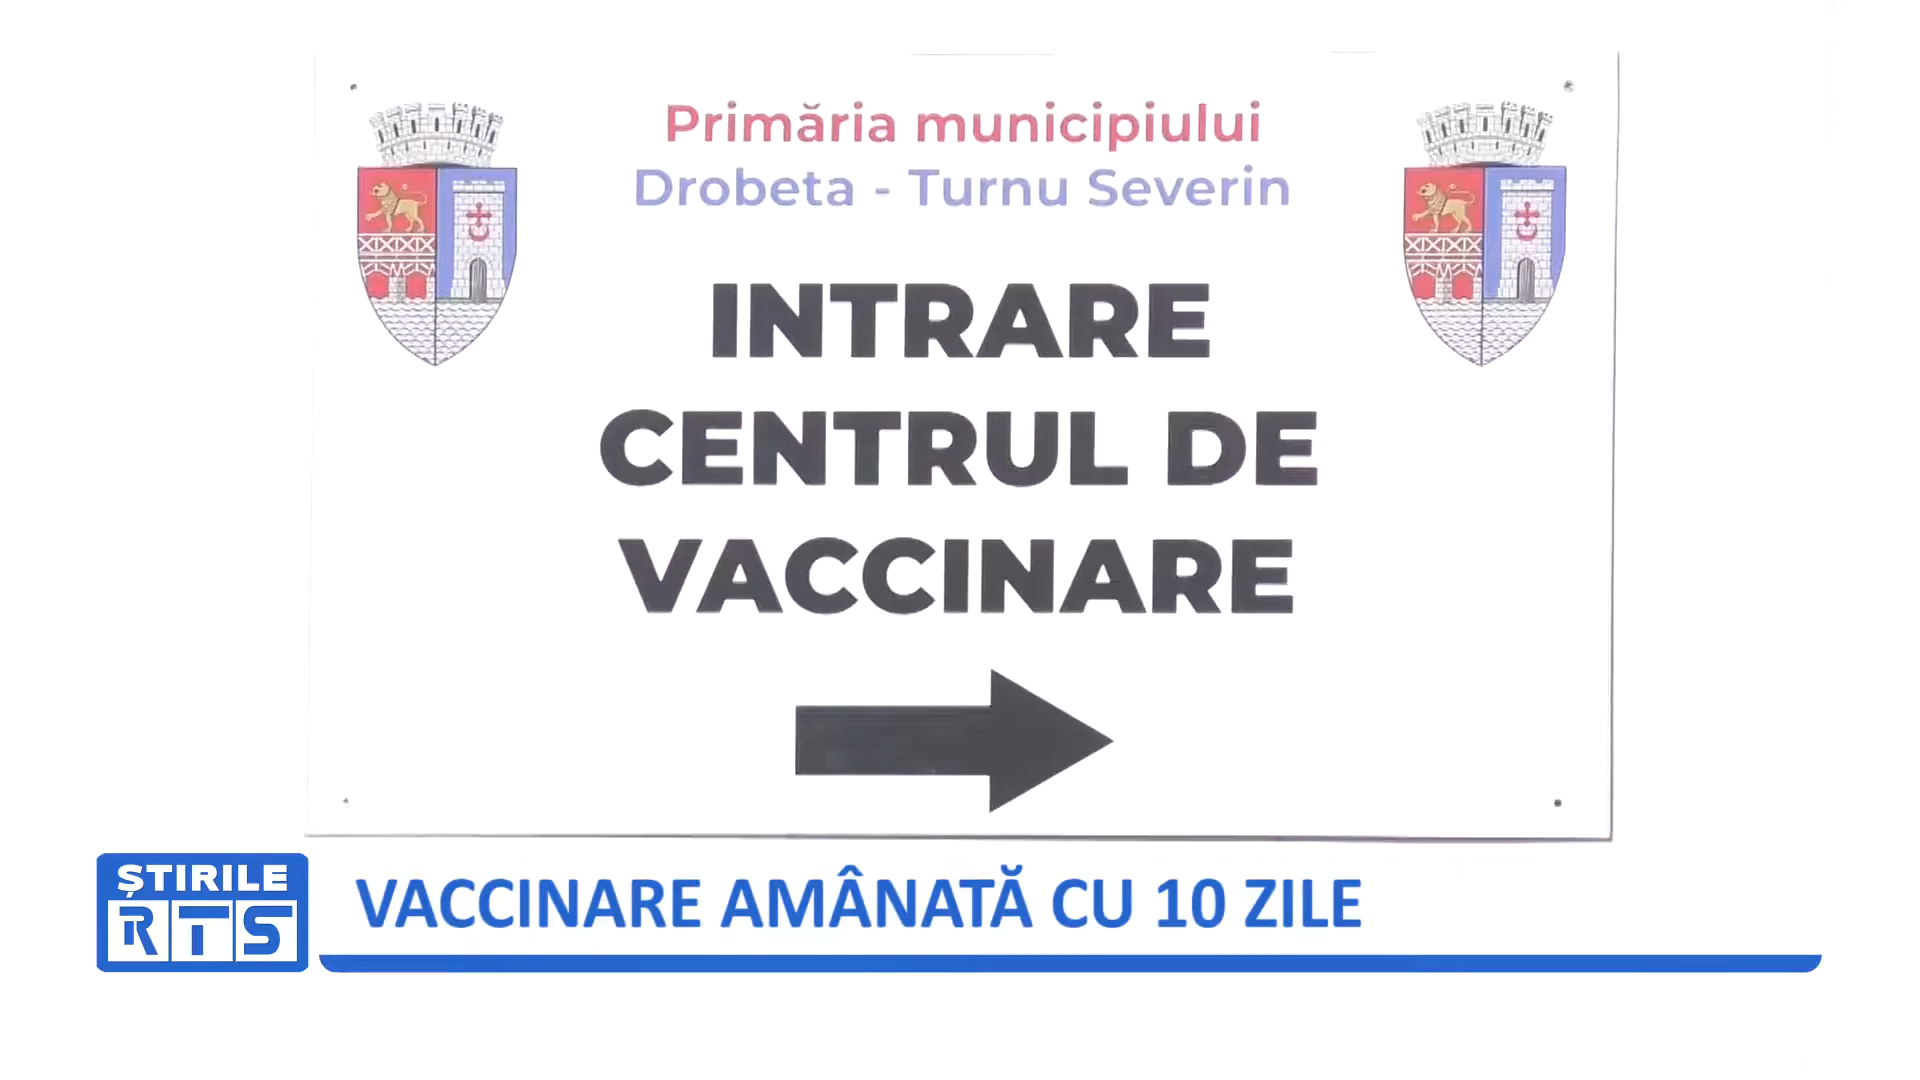 Primăria municipiului
Drobeta - Turnu Severin
INTRARE
CENTRUL DE
VACCINARE
ȘTIRILE
RTS
VACCINARE AMÂNATĂ CU 10 ZILE